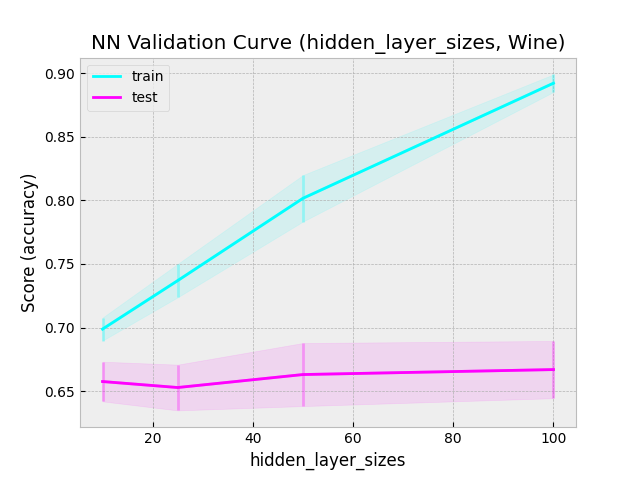 NN Validation Curve (hidden_layer_sizes, Wine)
train
test
0.90
0.85
0.80
0.75
0.70
0.65
Score (accuracy)
20 40 60 80 100
hidden_layer_sizes